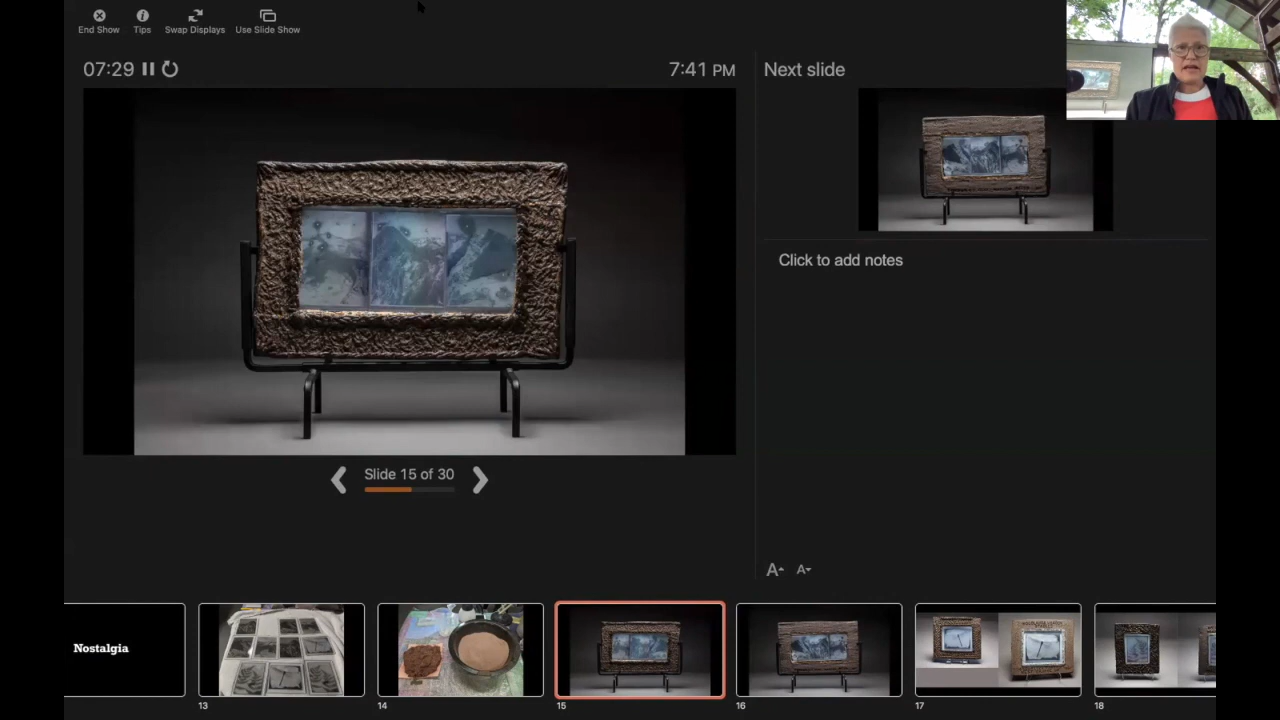 End Show
Tips
Swap Displays
Use Slide Show
07:29
7:41 PM
Next slide
Click to add notes
Slide 15 of 30
A
A
Nostalgia
13
14
15
16
17
18